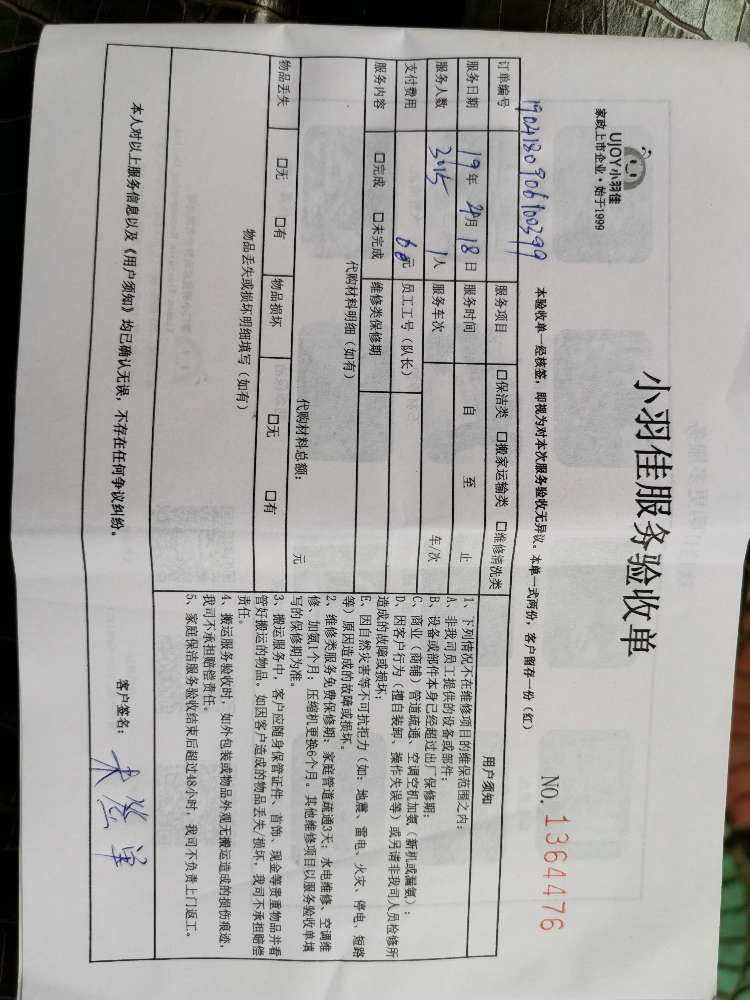 UJOY小羽佳
家政上市企业·始于1999
小羽佳服务验收单
NO. 1364476
本验收单一经核签，即视为对本次服务验收无异议。本单一式两份，客户留存一份（红）
订单编号 1904180906100399 服务项目 □保洁类 □搬家运输类 □维修清洗类
服务日期 19年 4月 18日 服务时间 自 至 止
服务人数 1人 服务车次 车/次
支付费用 60元 员工工号（队长）
服务内容 □完成 □未完成 维修类保修期
代购材料明细（如有）
代购材料总额： 元
物品丢失 □无 □有 物品损坏 □无 □有
物品丢失或损坏明细填写（如有）
用户须知
1、下列情况不在维修项目的维保范围之内：
A、非我司员工提供的设备或部件；
B、设备或部件本身已经超过出厂保修期；
C、商业（商铺）管道疏通、空调空机加氨（新机或漏氨）；
D、因客户行为（擅自装卸、操作失误等）或另请非我司人员检修所
造成的故障或损坏；
E、因自然灾害等不可抗拒力（如：地震、雷电、火灾、停电、短路
等）原因造成的故障或损坏。
2、维修类服务免费保修期：家庭管道疏通3天；水电维修、空调维
修、加氨1个月；压缩机更换6个月。其他维修项目以服务验收单填
写的保修期为准。
3、搬运服务中，客户应随身保管证件、首饰、现金等贵重物品并看
管好搬运的物品。如因客户造成的物品丢失/损坏，我司不承担赔偿
责任。
4、搬运服务验收时，如外包装或物品外观无搬运造成的损伤痕迹，
我司不承担赔偿责任。
5、家庭保洁服务验收结束后超过48小时，我司不负责上门返工。
本人对以上服务信息以及《用户须知》均已确认无误，不存在任何争议纠纷。
客户签名：